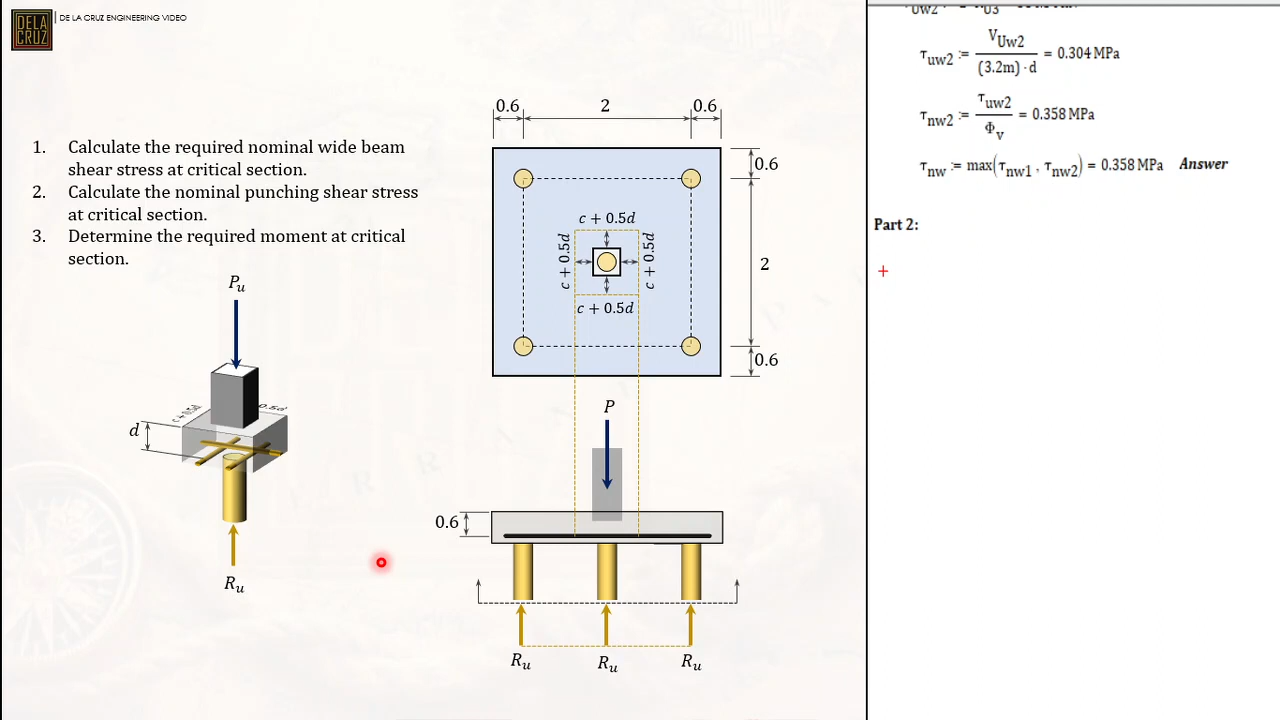 DELA
CRUZ
DE LA CRUZ ENGINEERING VIDEO
1. Calculate the required nominal wide beam
shear stress at critical section.
2. Calculate the nominal punching shear stress
at critical section.
3. Determine the required moment at critical
section.
Pu
c + 0.5d
0.5d
d
Ru
0.6 2 0.6
0.6
c + 0.5d
c + 0.5d
c + 0.5d
2
c + 0.5d
0.6
P
0.6
Ru Ru Ru
τuw2 := VUw2 / (3.2m) · d = 0.304 MPa
τnw2 := τuw2 / Φv = 0.358 MPa
τnw := max(τnw1 , τnw2) = 0.358 MPa Answer
Part 2: